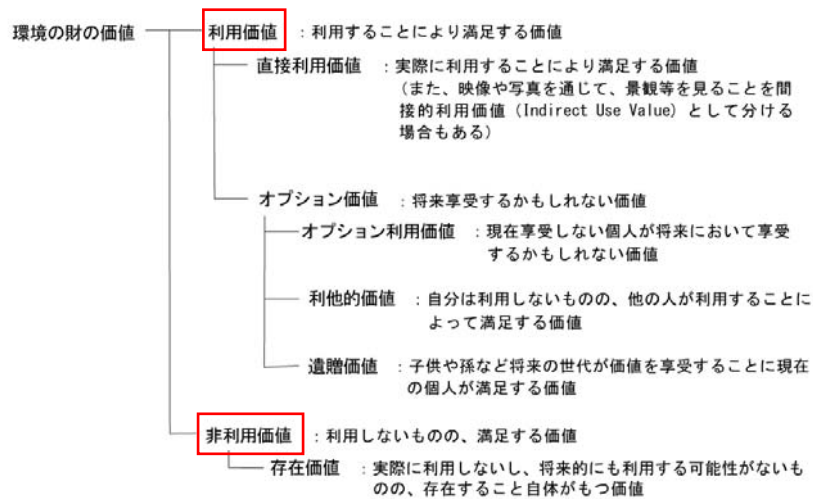 環境の財の価値
利用価値 ：利用することにより満足する価値
直接利用価値 ：実際に利用することにより満足する価値
（また、映像や写真を通じて、景観等を見ることを間
接的利用価値（Indirect Use Value）として分ける
場合もある）
オプション価値 ：将来享受するかもしれない価値
オプション利用価値 ：現在享受しない個人が将来において享受
するかもしれない価値
利他的価値 ：自分は利用しないものの、他の人が利用することに
よって満足する価値
遺贈価値 ：子供や孫など将来の世代が価値を享受することに現在
の個人が満足する価値
非利用価値 ：利用しないものの、満足する価値
存在価値 ：実際に利用しないし、将来的にも利用する可能性がないも
のの、存在すること自体がもつ価値